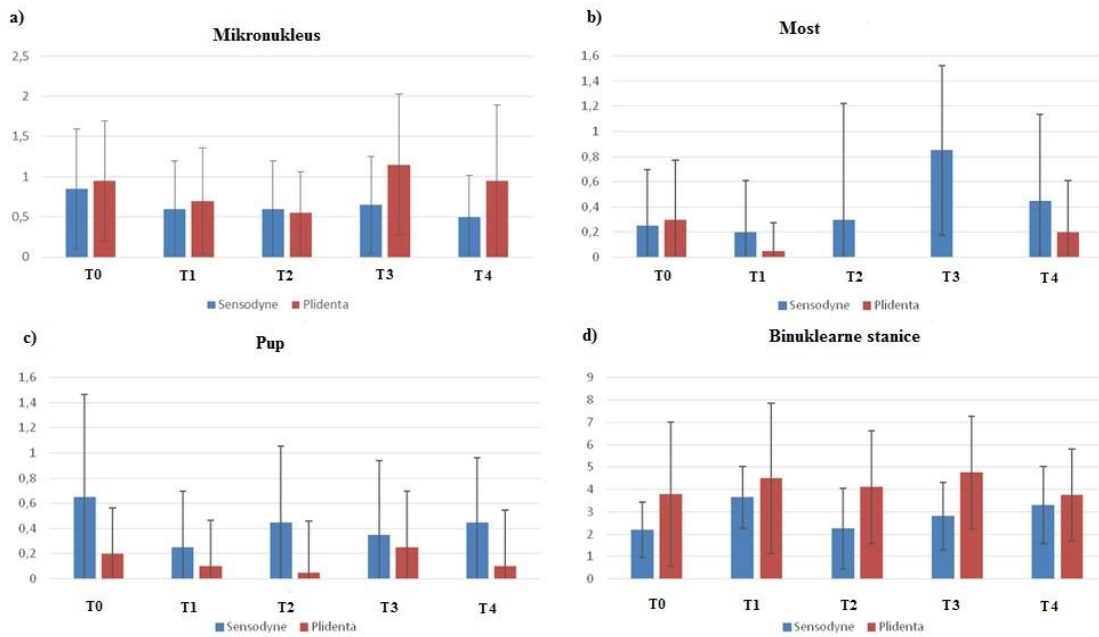 a)
Mikronukleus
2,5
2
1,5
1
0,5
0
T0 T1 T2 T3 T4
Sensodyne Plidenta
b)
Most
1,6
1,4
1,2
1
0,8
0,6
0,4
0,2
0
T0 T1 T2 T3 T4
Sensodyne Plidenta
c)
Pup
1,6
1,4
1,2
1
0,8
0,6
0,4
0,2
0
T0 T1 T2 T3 T4
Sensodyne Plidenta
d)
Binuklearne stanice
9
8
7
6
5
4
3
2
1
0
T0 T1 T2 T3 T4
Sensodyne Plidenta